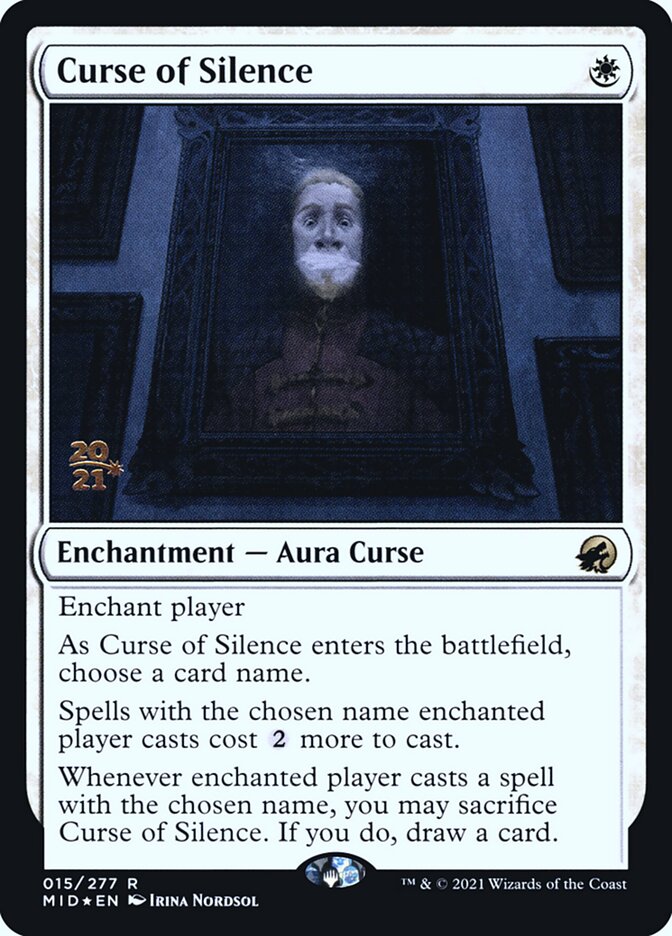 Curse of Silence
20
21
Enchantment — Aura Curse
Enchant player
As Curse of Silence enters the battlefield,
choose a card name.
Spells with the chosen name enchanted
player casts cost 2 more to cast.
Whenever enchanted player casts a spell
with the chosen name, you may sacrifice
Curse of Silence. If you do, draw a card.
015/277 R
MID★EN Irina Nordsol
™ & © 2021 Wizards of the Coast